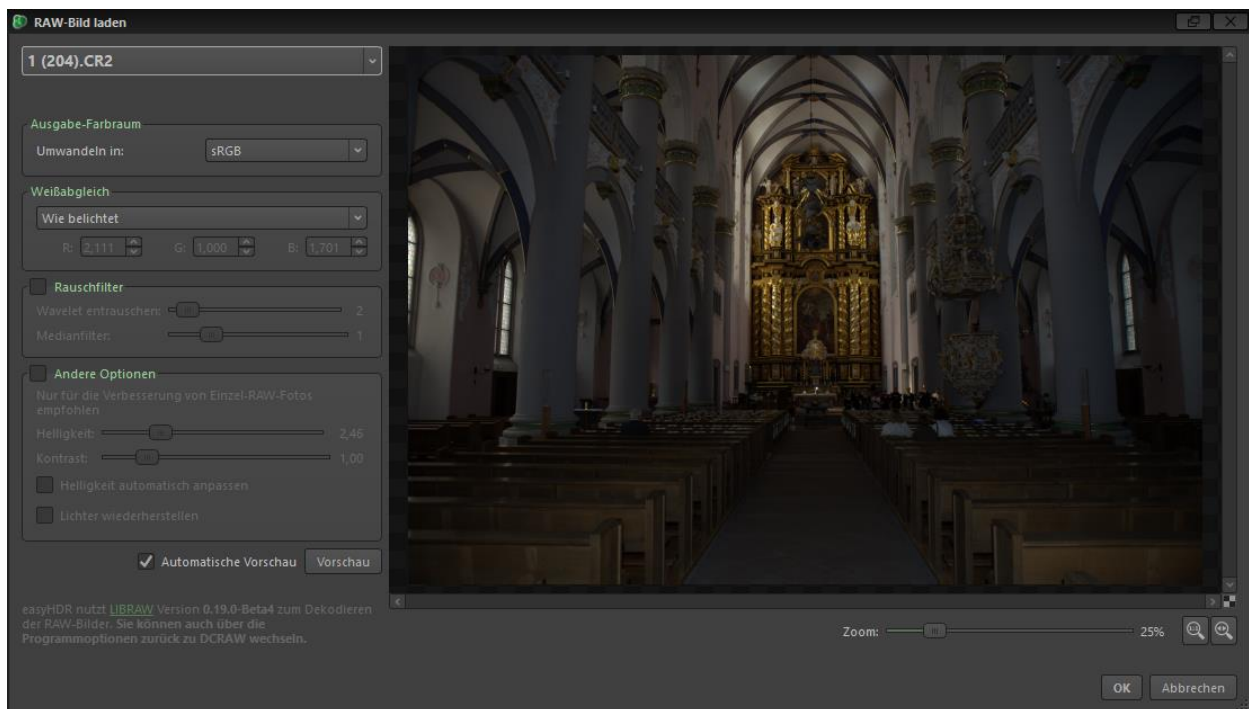 RAW-Bild laden
1 (204).CR2
Ausgabe-Farbraum
Umwandeln in:
sRGB
Weißabgleich
Wie belichtet
R: 2,111 G: 1,000 B: 1,701
Rauschfilter
Wavelet entrauschen: 2
Medianfilter: 1
Andere Optionen
Nur für die Verbesserung von Einzel-RAW-Fotos
empfohlen
Helligkeit: 2,46
Kontrast: 1,00
Helligkeit automatisch anpassen
Lichter wiederherstellen
Automatische Vorschau Vorschau
easyHDR nutzt LIBRAW Version 0.19.0-Beta4 zum Dekodieren
der RAW-Bilder. Sie können auch über die
Programmoptionen zurück zu DCRAW wechseln.
Zoom: 25%
OK Abbrechen